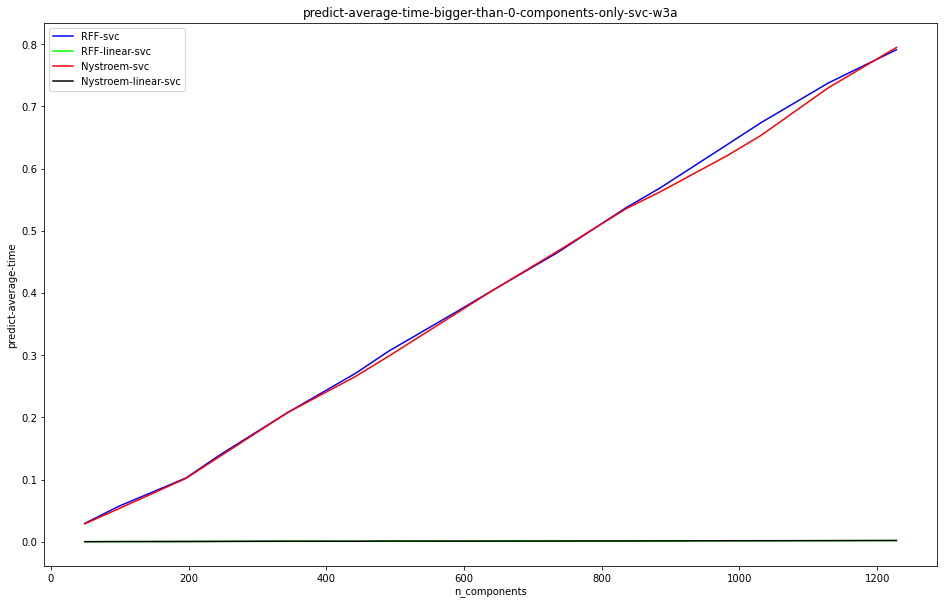 predict-average-time-bigger-than-0-components-only-svc-w3a
RFF-svc
RFF-linear-svc
Nystroem-svc
Nystroem-linear-svc
predict-average-time
0.8
0.7
0.6
0.5
0.4
0.3
0.2
0.1
0.0
0 200 400 600 800 1000 1200
n_components